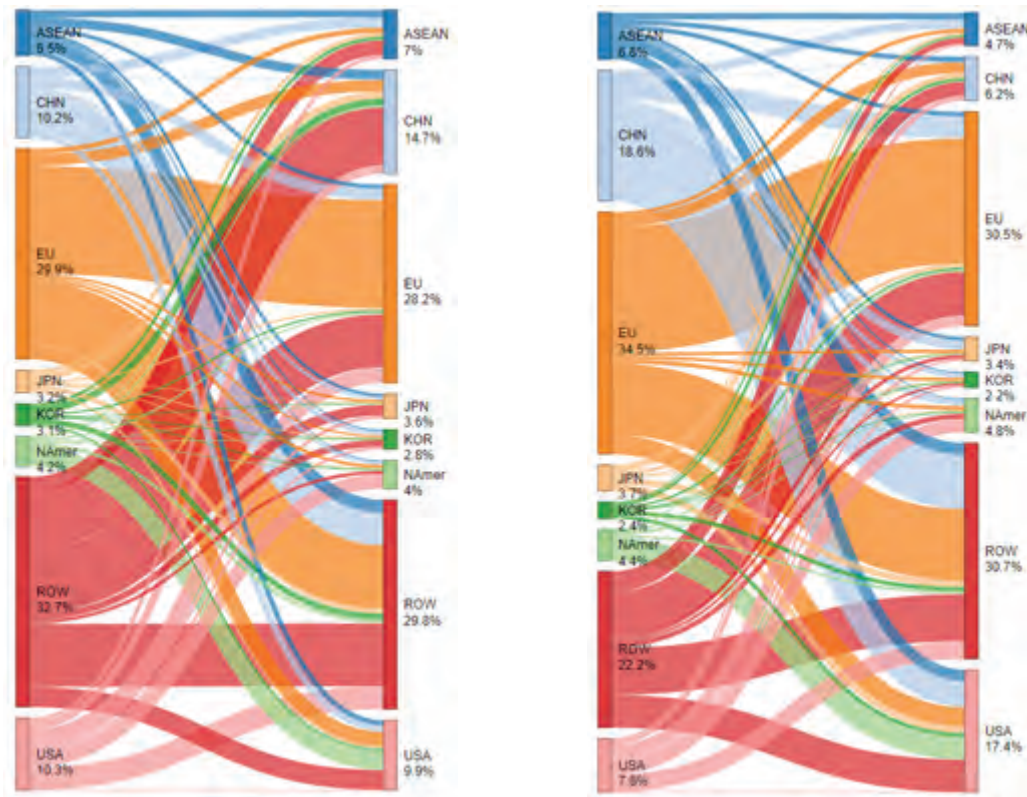 ASEAN
5.5%
CHN
10.2%
EU
29.9%
JPN
3.2%
KOR
3.1%
NAmer
4.2%
ROW
32.7%
USA
10.3%
ASEAN
7%
CHN
14.7%
EU
28.2%
JPN
3.6%
KOR
2.8%
NAmer
4%
ROW
29.8%
USA
9.9%
ASEAN
6.8%
CHN
18.6%
EU
34.5%
JPN
3.7%
KOR
2.4%
NAmer
4.4%
ROW
22.2%
USA
7.6%
ASEAN
4.7%
CHN
6.2%
EU
30.5%
JPN
3.4%
KOR
2.2%
NAmer
4.8%
ROW
30.7%
USA
17.4%